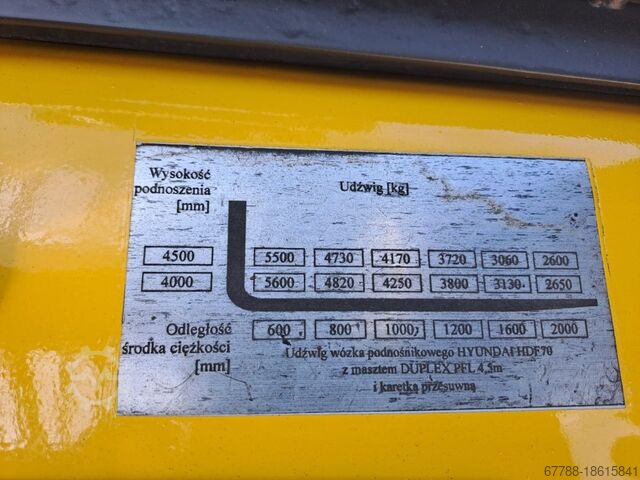 Wysokość
podnoszenia
[mm]
Udźwig [kg]
4500 5500 4730 4170 3720 3060 2600
4000 5600 4820 4250 3800 3130 2650
Odległość
środka ciężkości
[mm]
600 800 1000 1200 1600 2000
Udźwig wózka podnośnikowego HYUNDAI HDF70
z masztem DUPLEX PFL 4,5m
i karetką przesuwną
67788-18615841